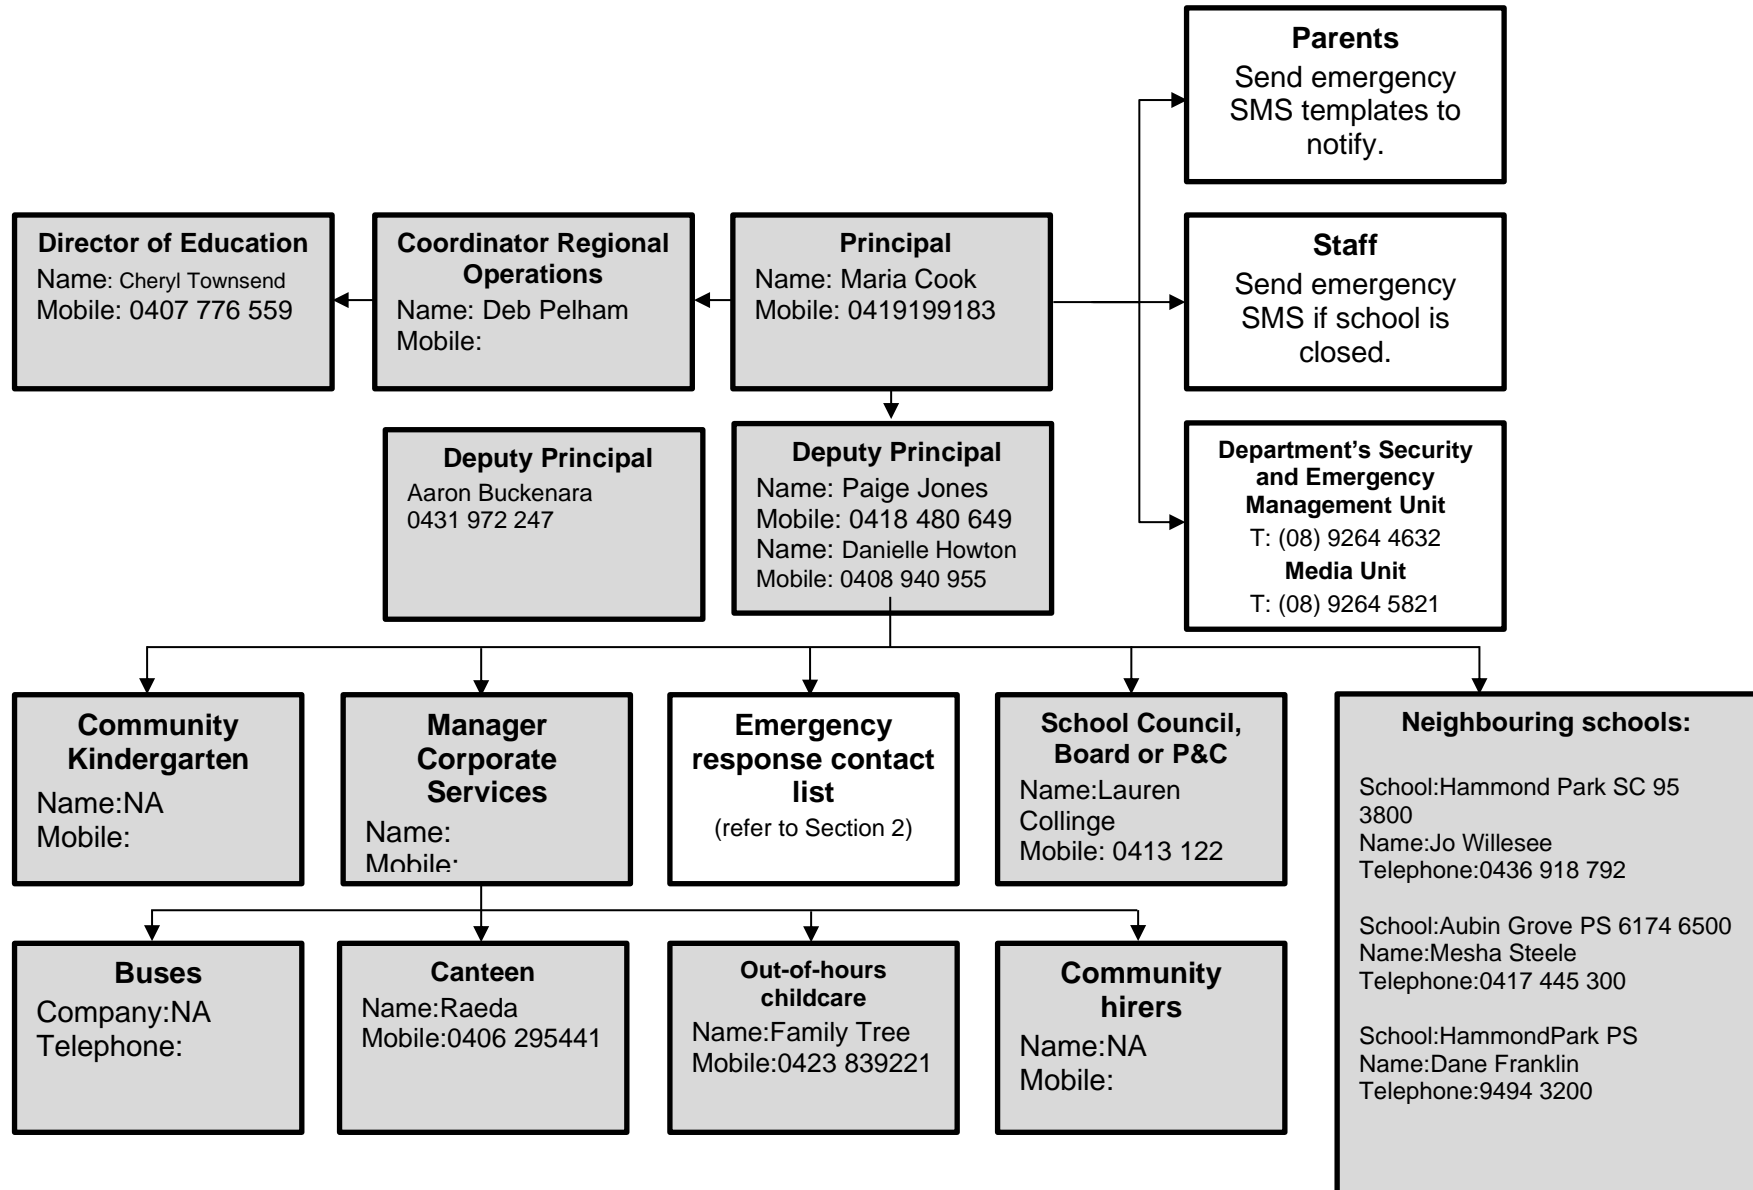 Parents
Send emergency
SMS templates to
notify.
Director of Education
Name: Cheryl Townsend
Mobile: 0407 776 559
Coordinator Regional
Operations
Name: Deb Pelham
Mobile:
Principal
Name: Maria Cook
Mobile: 0419199183
Staff
Send emergency
SMS if school is
closed.
Deputy Principal
Aaron Buckenara
0431 972 247
Deputy Principal
Name: Paige Jones
Mobile: 0418 480 649
Name: Danielle Howton
Mobile: 0408 940 955
Department’s Security
and Emergency
Management Unit
T: (08) 9264 4632
Media Unit
T: (08) 9264 5821
Community
Kindergarten
Name:NA
Mobile:
Manager
Corporate
Services
Name:
Mobile:
Emergency
response contact
list
(refer to Section 2)
School Council,
Board or P&C
Name:Lauren
Collinge
Mobile: 0413 122
Neighbouring schools:
School:Hammond Park SC 95
3800
Name:Jo Willesee
Telephone:0436 918 792
School:Aubin Grove PS 6174 6500
Name:Mesha Steele
Telephone:0417 445 300
School:HammondPark PS
Name:Dane Franklin
Telephone:9494 3200
Buses
Company:NA
Telephone:
Canteen
Name:Raeda
Mobile:0406 295441
Out-of-hours
childcare
Name:Family Tree
Mobile:0423 839221
Community
hirers
Name:NA
Mobile: